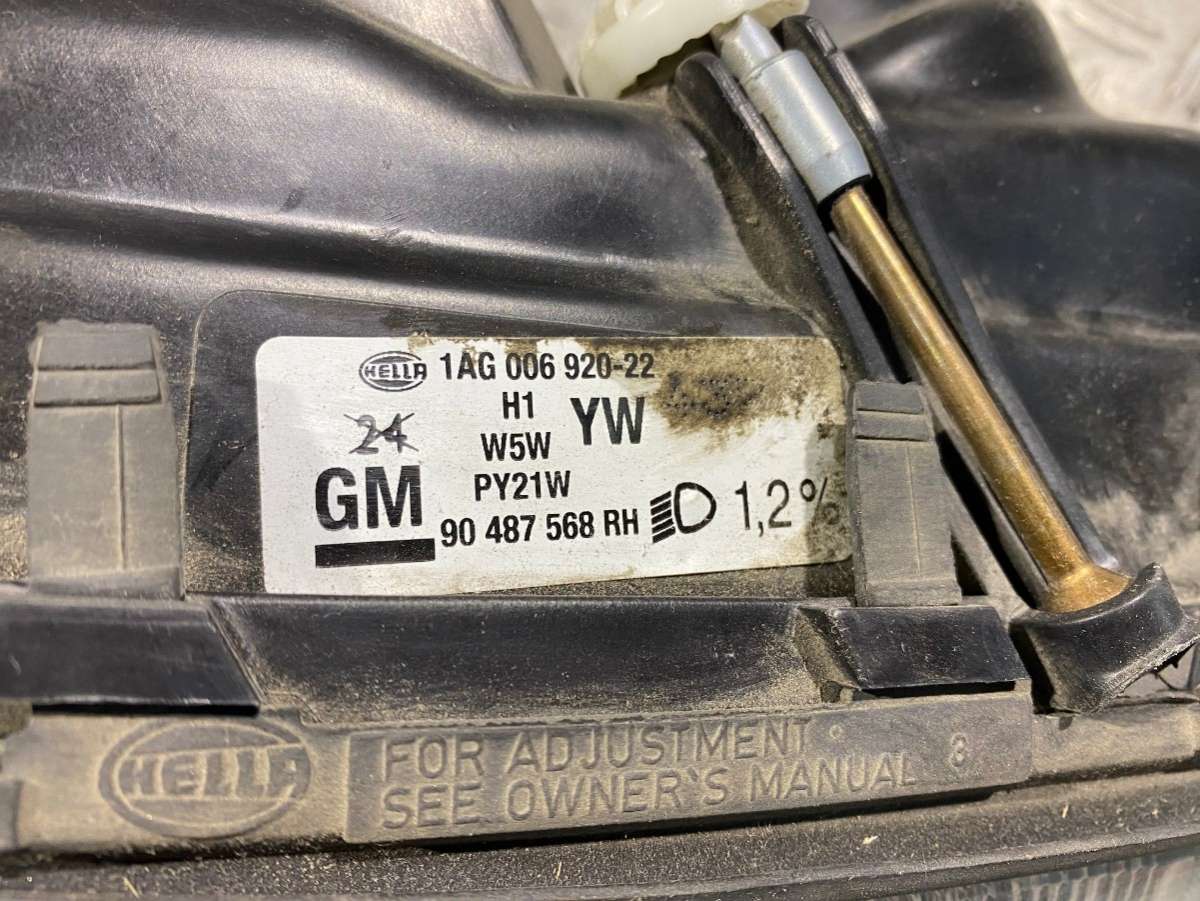 HELLA 1AG 006 920-22
H1
24
W5W YW
PY21W
GM
90 487 568 RH 1,2%
HELLA
FOR ADJUSTMENT
SEE OWNER'S MANUAL 3